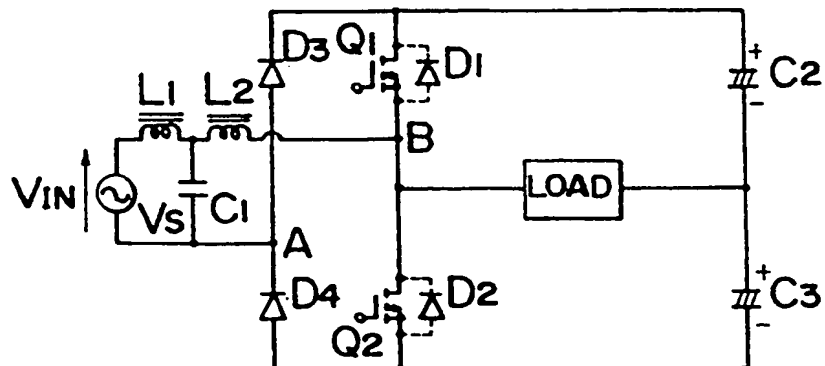 D3
Q1
D1
+
C2
-
L1
L2
B
VIN
VS
C1
A
LOAD
D4
D2
Q2
+
C3
-